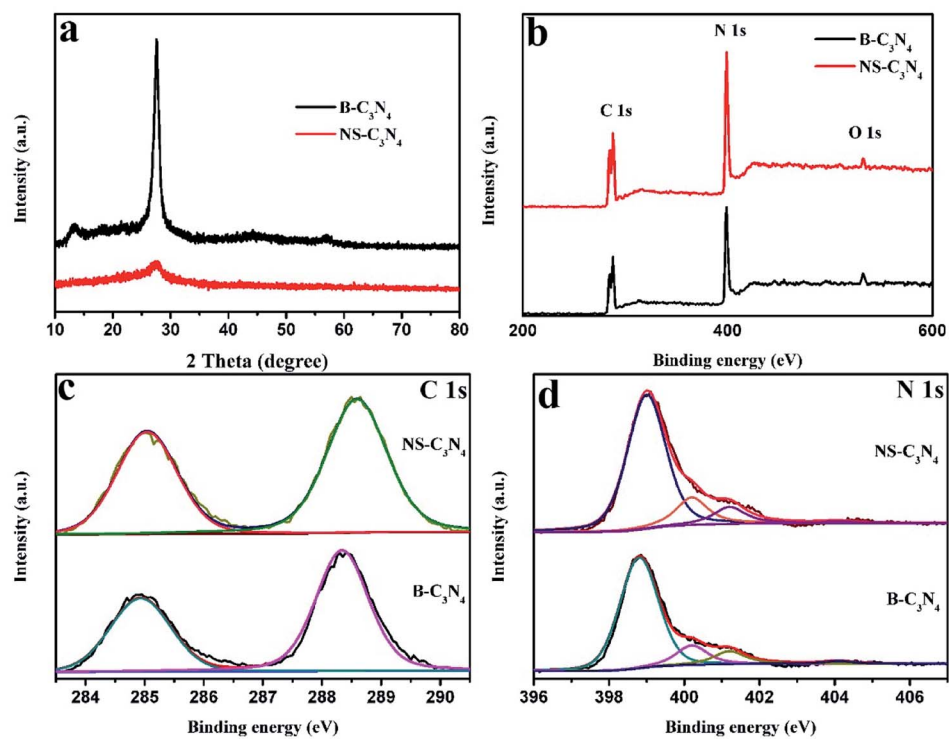 a
B-C₃N₄
NS-C₃N₄
Intensity (a.u.)
10 20 30 40 50 60 70 80
2 Theta (degree)
b
N 1s
B-C₃N₄
NS-C₃N₄
C 1s
O 1s
Intensity (a.u.)
200 400 600
Binding energy (eV)
c
C 1s
NS-C₃N₄
B-C₃N₄
Intensity (a.u.)
284 285 286 287 288 289 290
Binding energy (eV)
d
N 1s
NS-C₃N₄
B-C₃N₄
Intensity (a.u.)
396 398 400 402 404 406
Binding energy (eV)